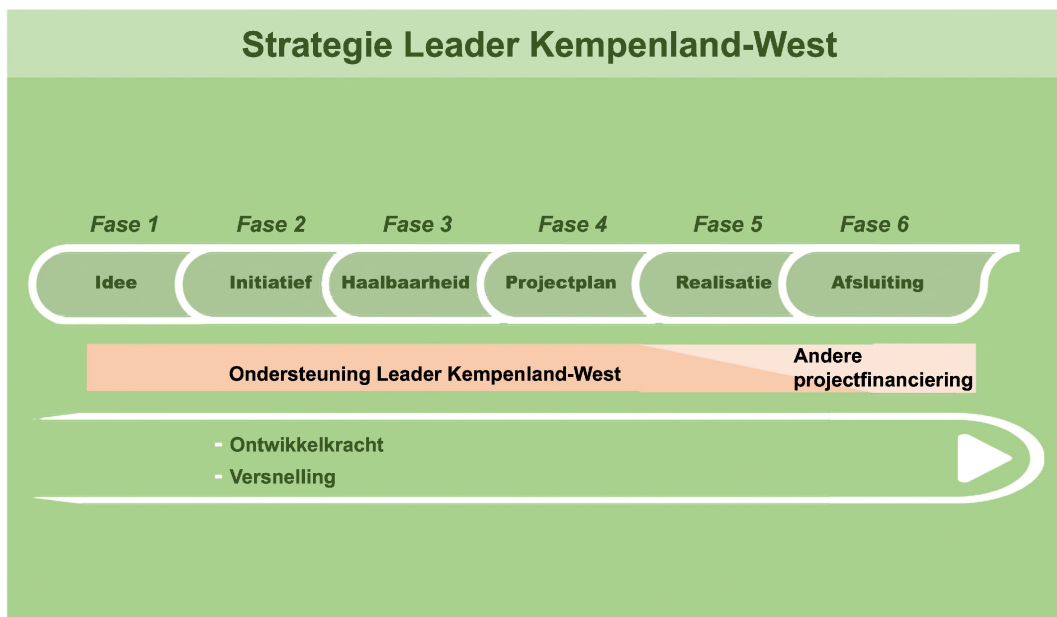 Strategie Leader Kempenland-West
Fase 1 Fase 2 Fase 3 Fase 4 Fase 5 Fase 6
Idee Initiatief Haalbaarheid Projectplan Realisatie Afsluiting
Andere
Ondersteuning Leader Kempenland-West projectfinanciering
- Ontwikkelkracht
- Versnelling